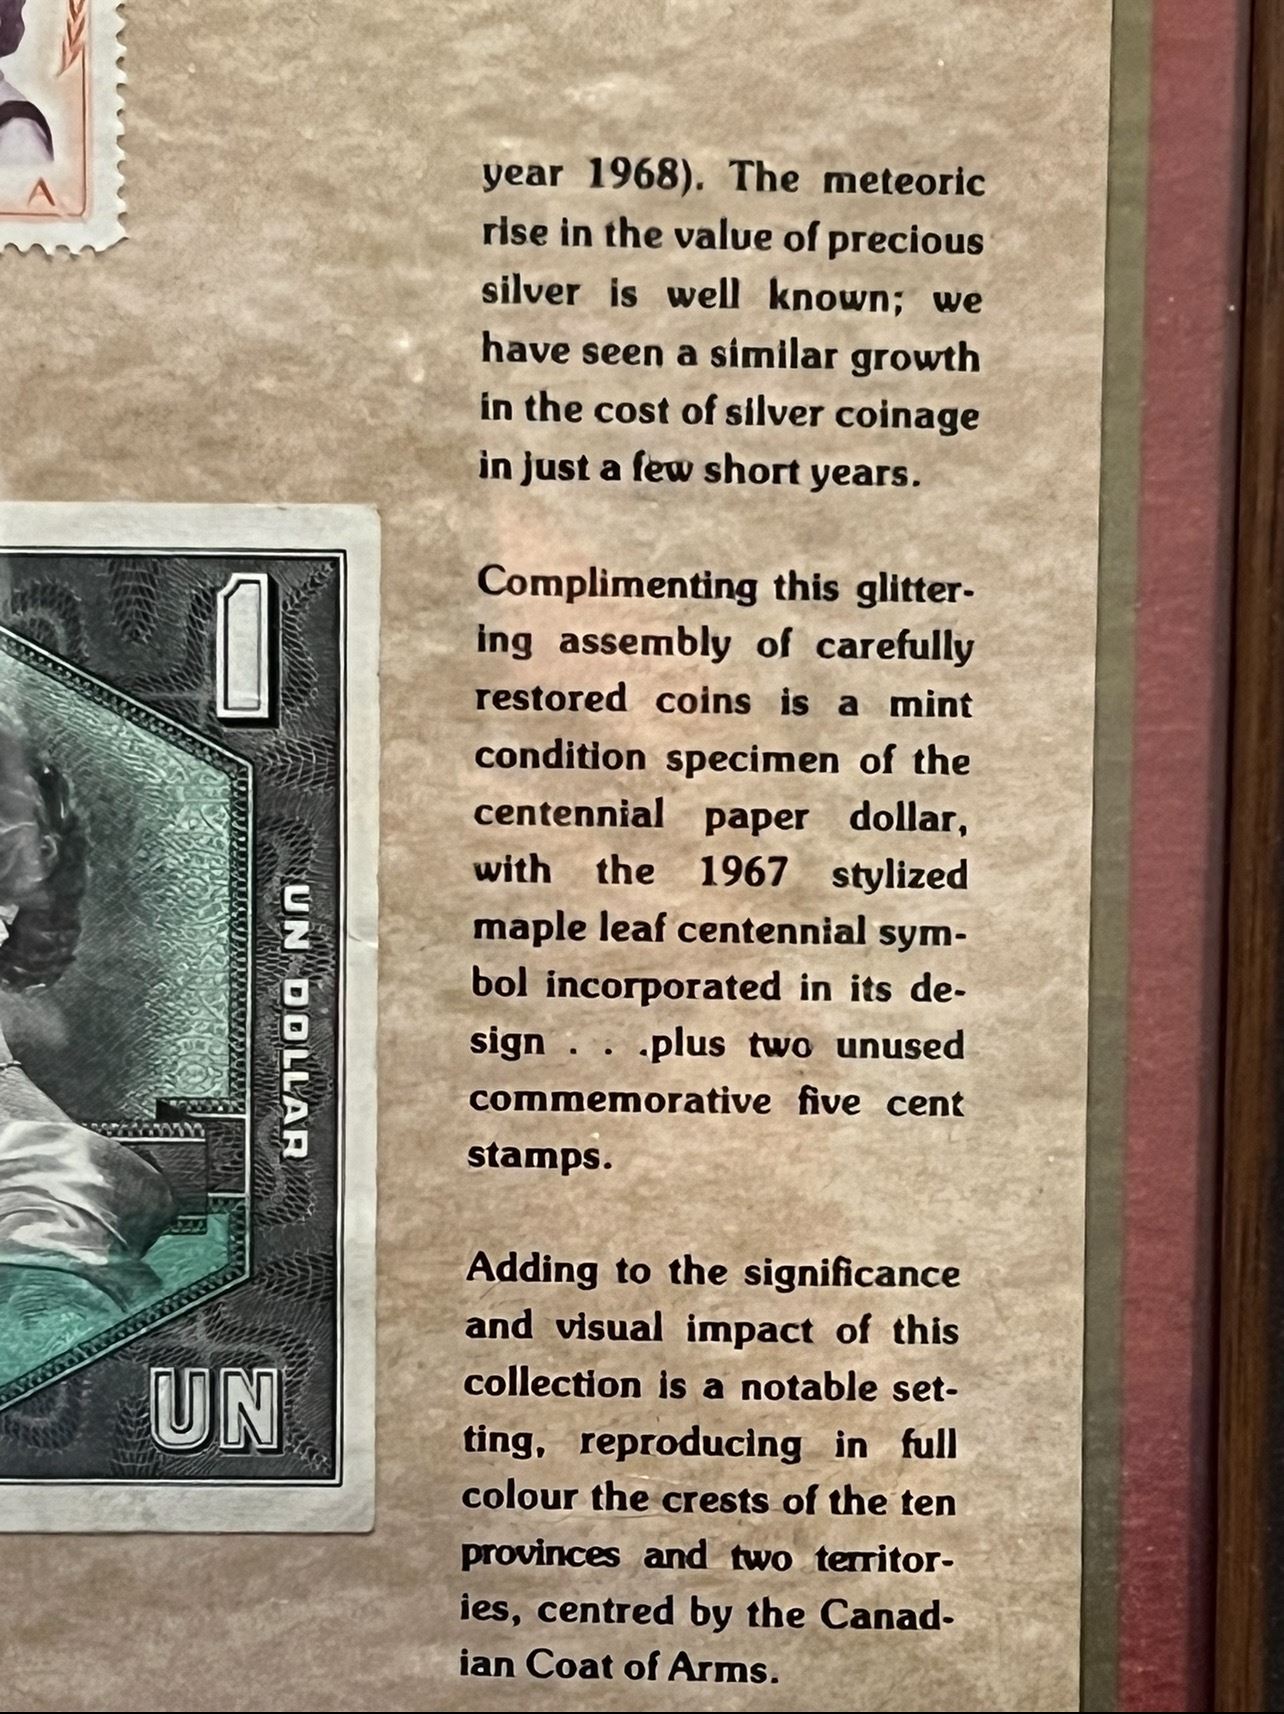 A
year 1968). The meteoric
rise in the value of precious
silver is well known; we
have seen a similar growth
in the cost of silver coinage
in just a few short years.
Complimenting this glitter-
ing assembly of carefully
restored coins is a mint
condition specimen of the
centennial paper dollar,
with the 1967 stylized
maple leaf centennial sym-
bol incorporated in its de-
sign . . .plus two unused
commemorative five cent
stamps.
Adding to the significance
and visual impact of this
collection is a notable set-
ting, reproducing in full
colour the crests of the ten
provinces and two territor-
ies, centred by the Canad-
ian Coat of Arms.
1
UN DOLLAR
UN